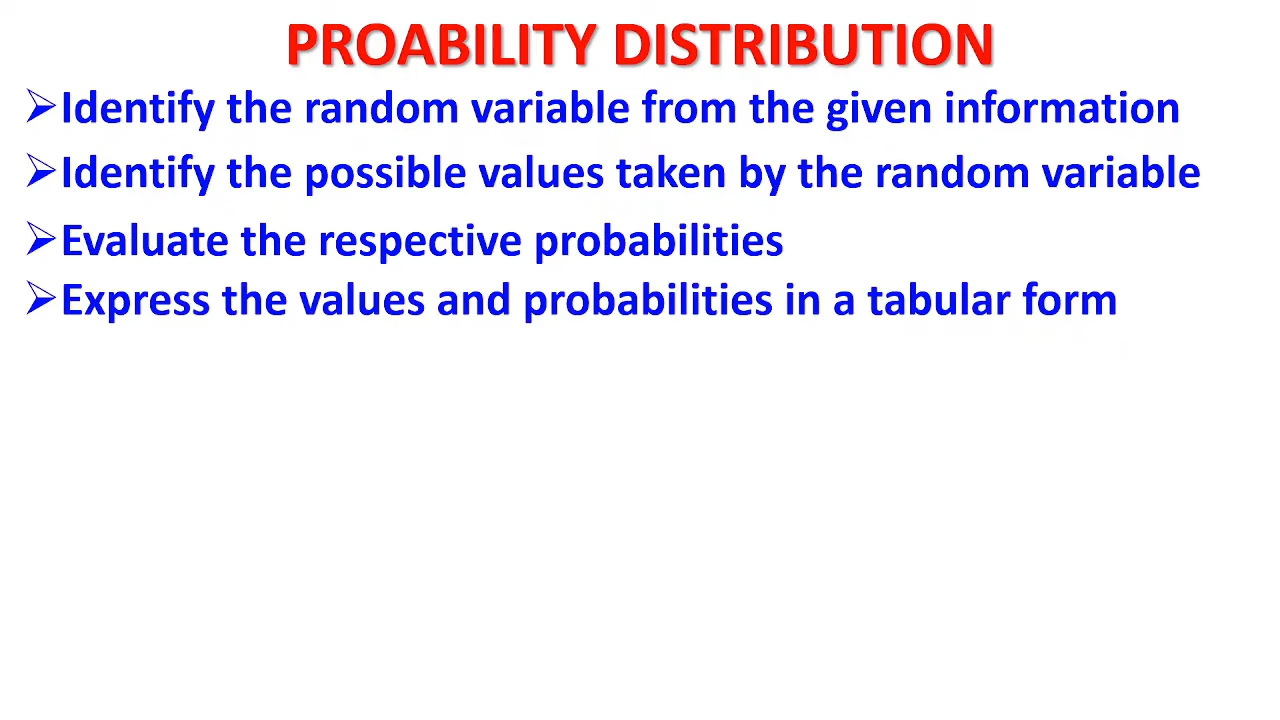 PROABILITY DISTRIBUTION
➢Identify the random variable from the given information
➢Identify the possible values taken by the random variable
➢Evaluate the respective probabilities
➢Express the values and probabilities in a tabular form